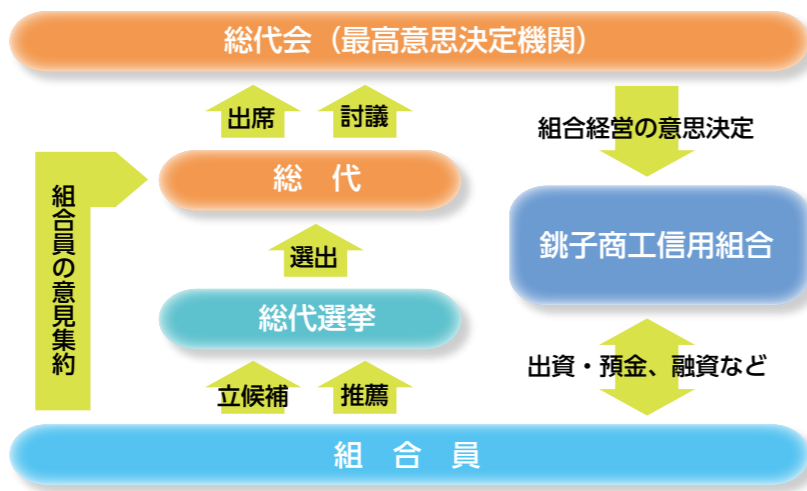 総代会（最高意思決定機関）
出席
討議
組合経営の意思決定
総　代
組合員の意見集約
選出
銚子商工信用組合
総代選挙
立候補
推薦
出資・預金、融資など
組　合　員